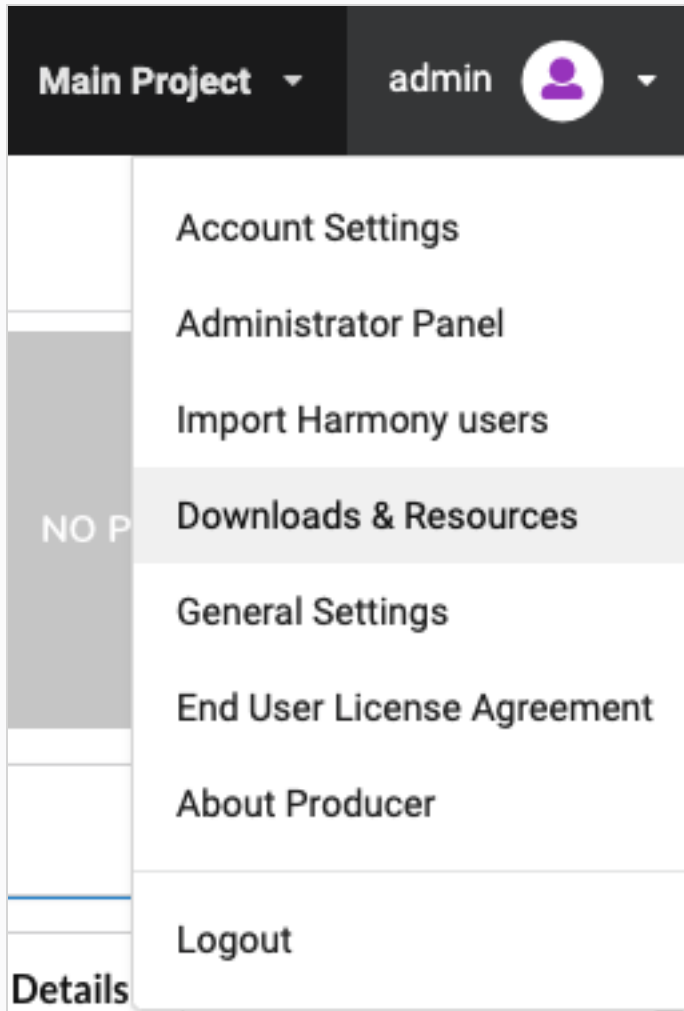 Main Project
admin
Account Settings
Administrator Panel
Import Harmony users
NO P
Downloads & Resources
General Settings
End User License Agreement
About Producer
Logout
Details